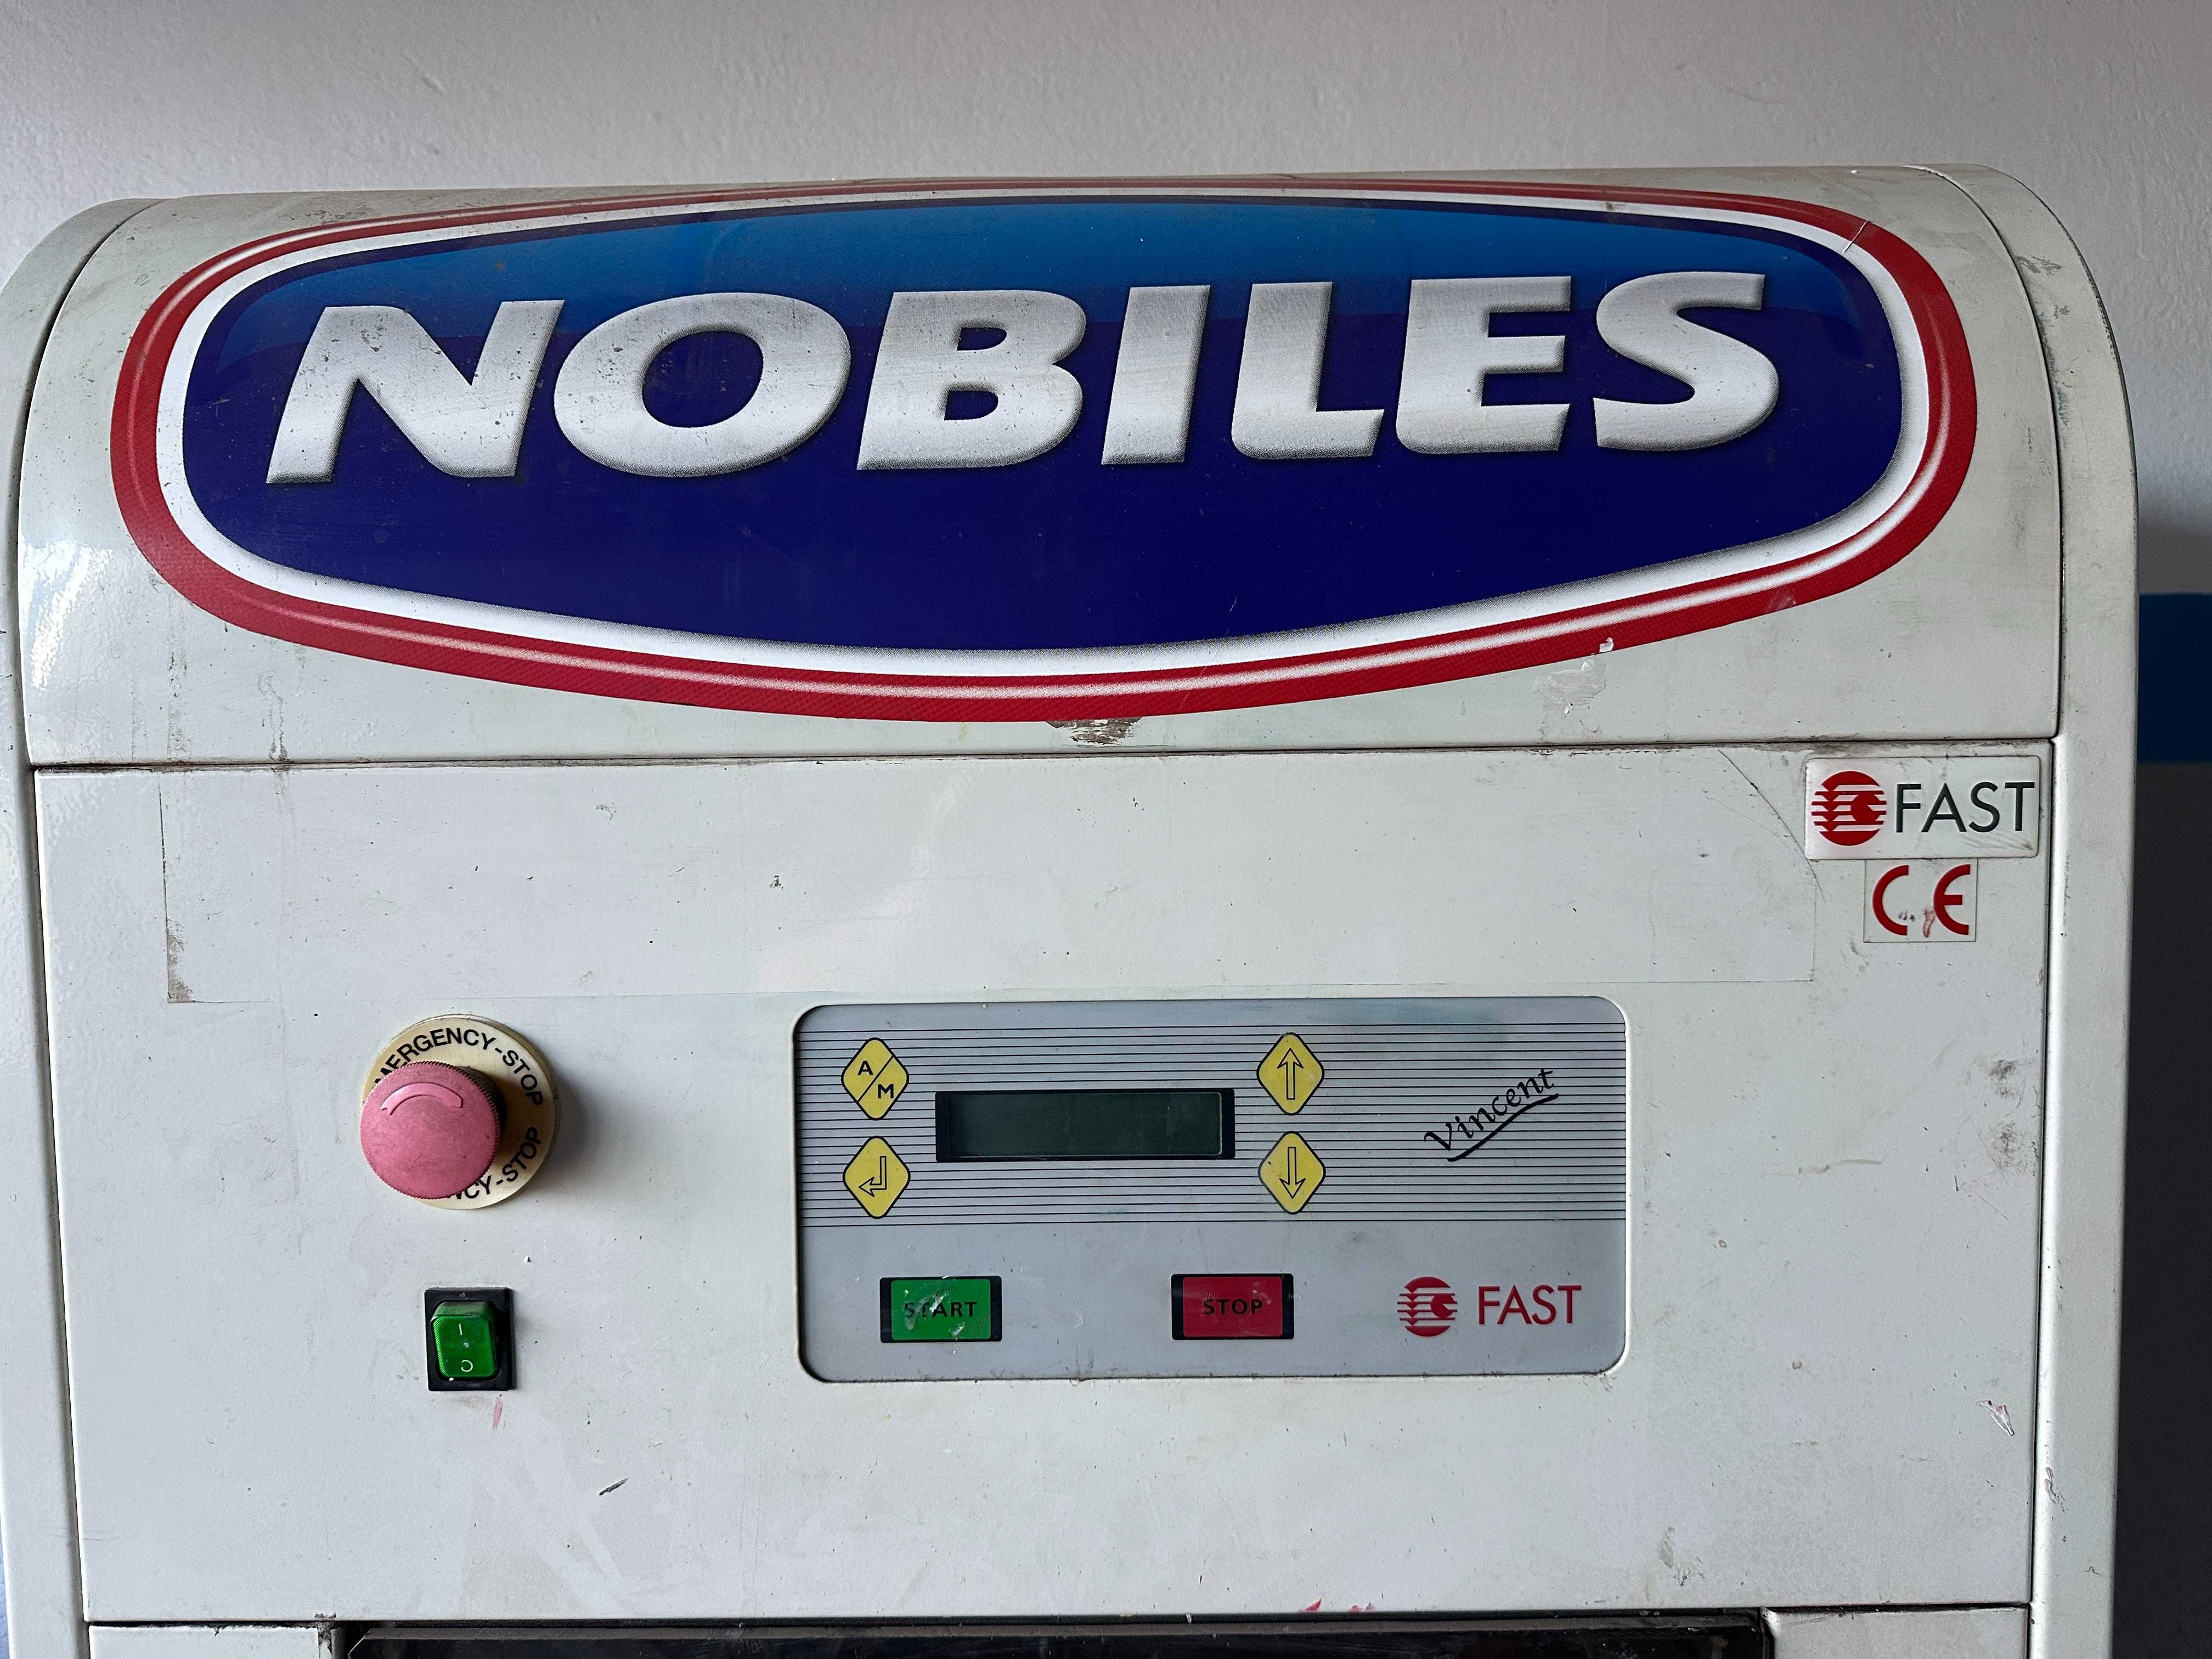 NOBILES
FAST
CE
EMERGENCY-STOP
A
M
Vincent
START
STOP
FAST